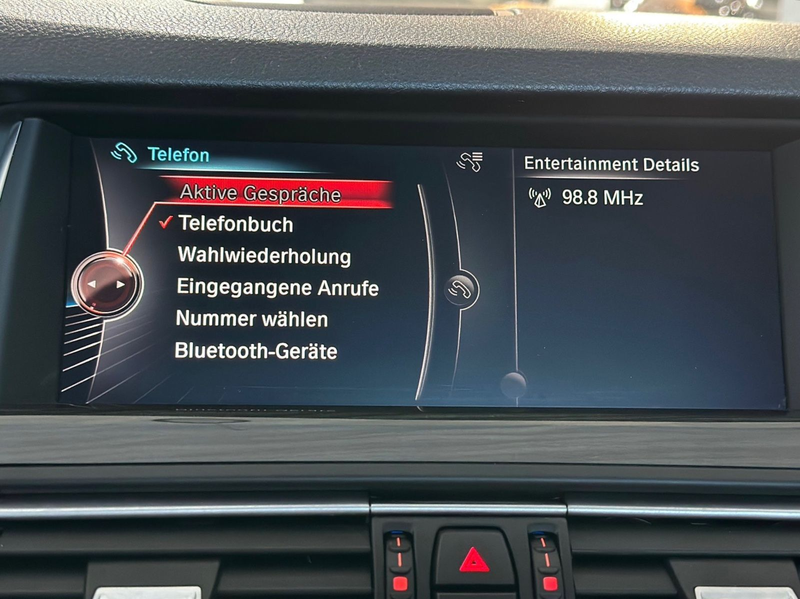 Telefon
Aktive Gespräche
Telefonbuch
Wahlwiederholung
Eingegangene Anrufe
Nummer wählen
Bluetooth-Geräte
Entertainment Details
98.8 MHz